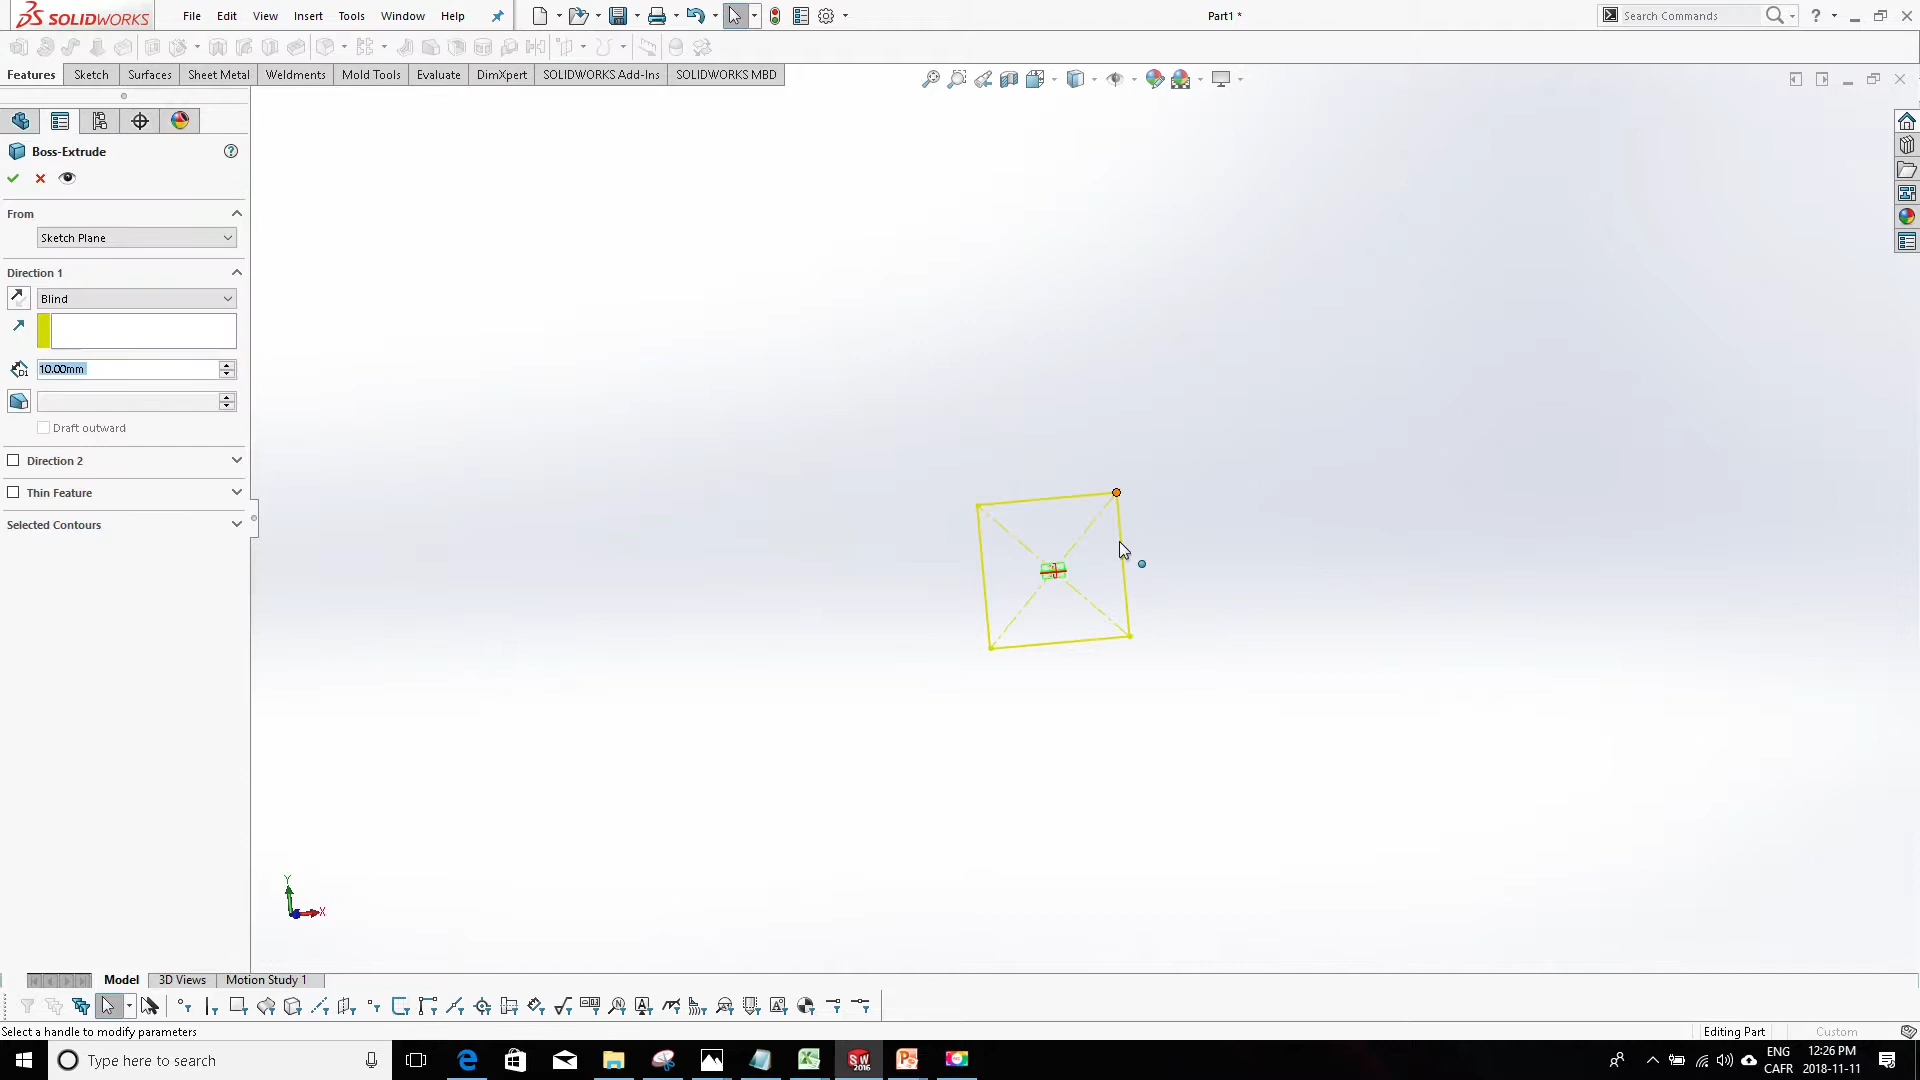 SOLIDWORKS File Edit View Insert Tools Window Help Part1 * Search Commands ?
Features Sketch Surfaces Sheet Metal Weldments Mold Tools Evaluate DimXpert SOLIDWORKS Add-Ins SOLIDWORKS MBD
Boss-Extrude ?
From
Sketch Plane
Direction 1
Blind
D1 10.00mm
Draft outward
Direction 2
Thin Feature
Selected Contours
Y
X
Model 3D Views Motion Study 1
Select a handle to modify parameters Editing Part Custom
Type here to search SW 2016 ENG 12:26 PM
CAFR 2018-11-11